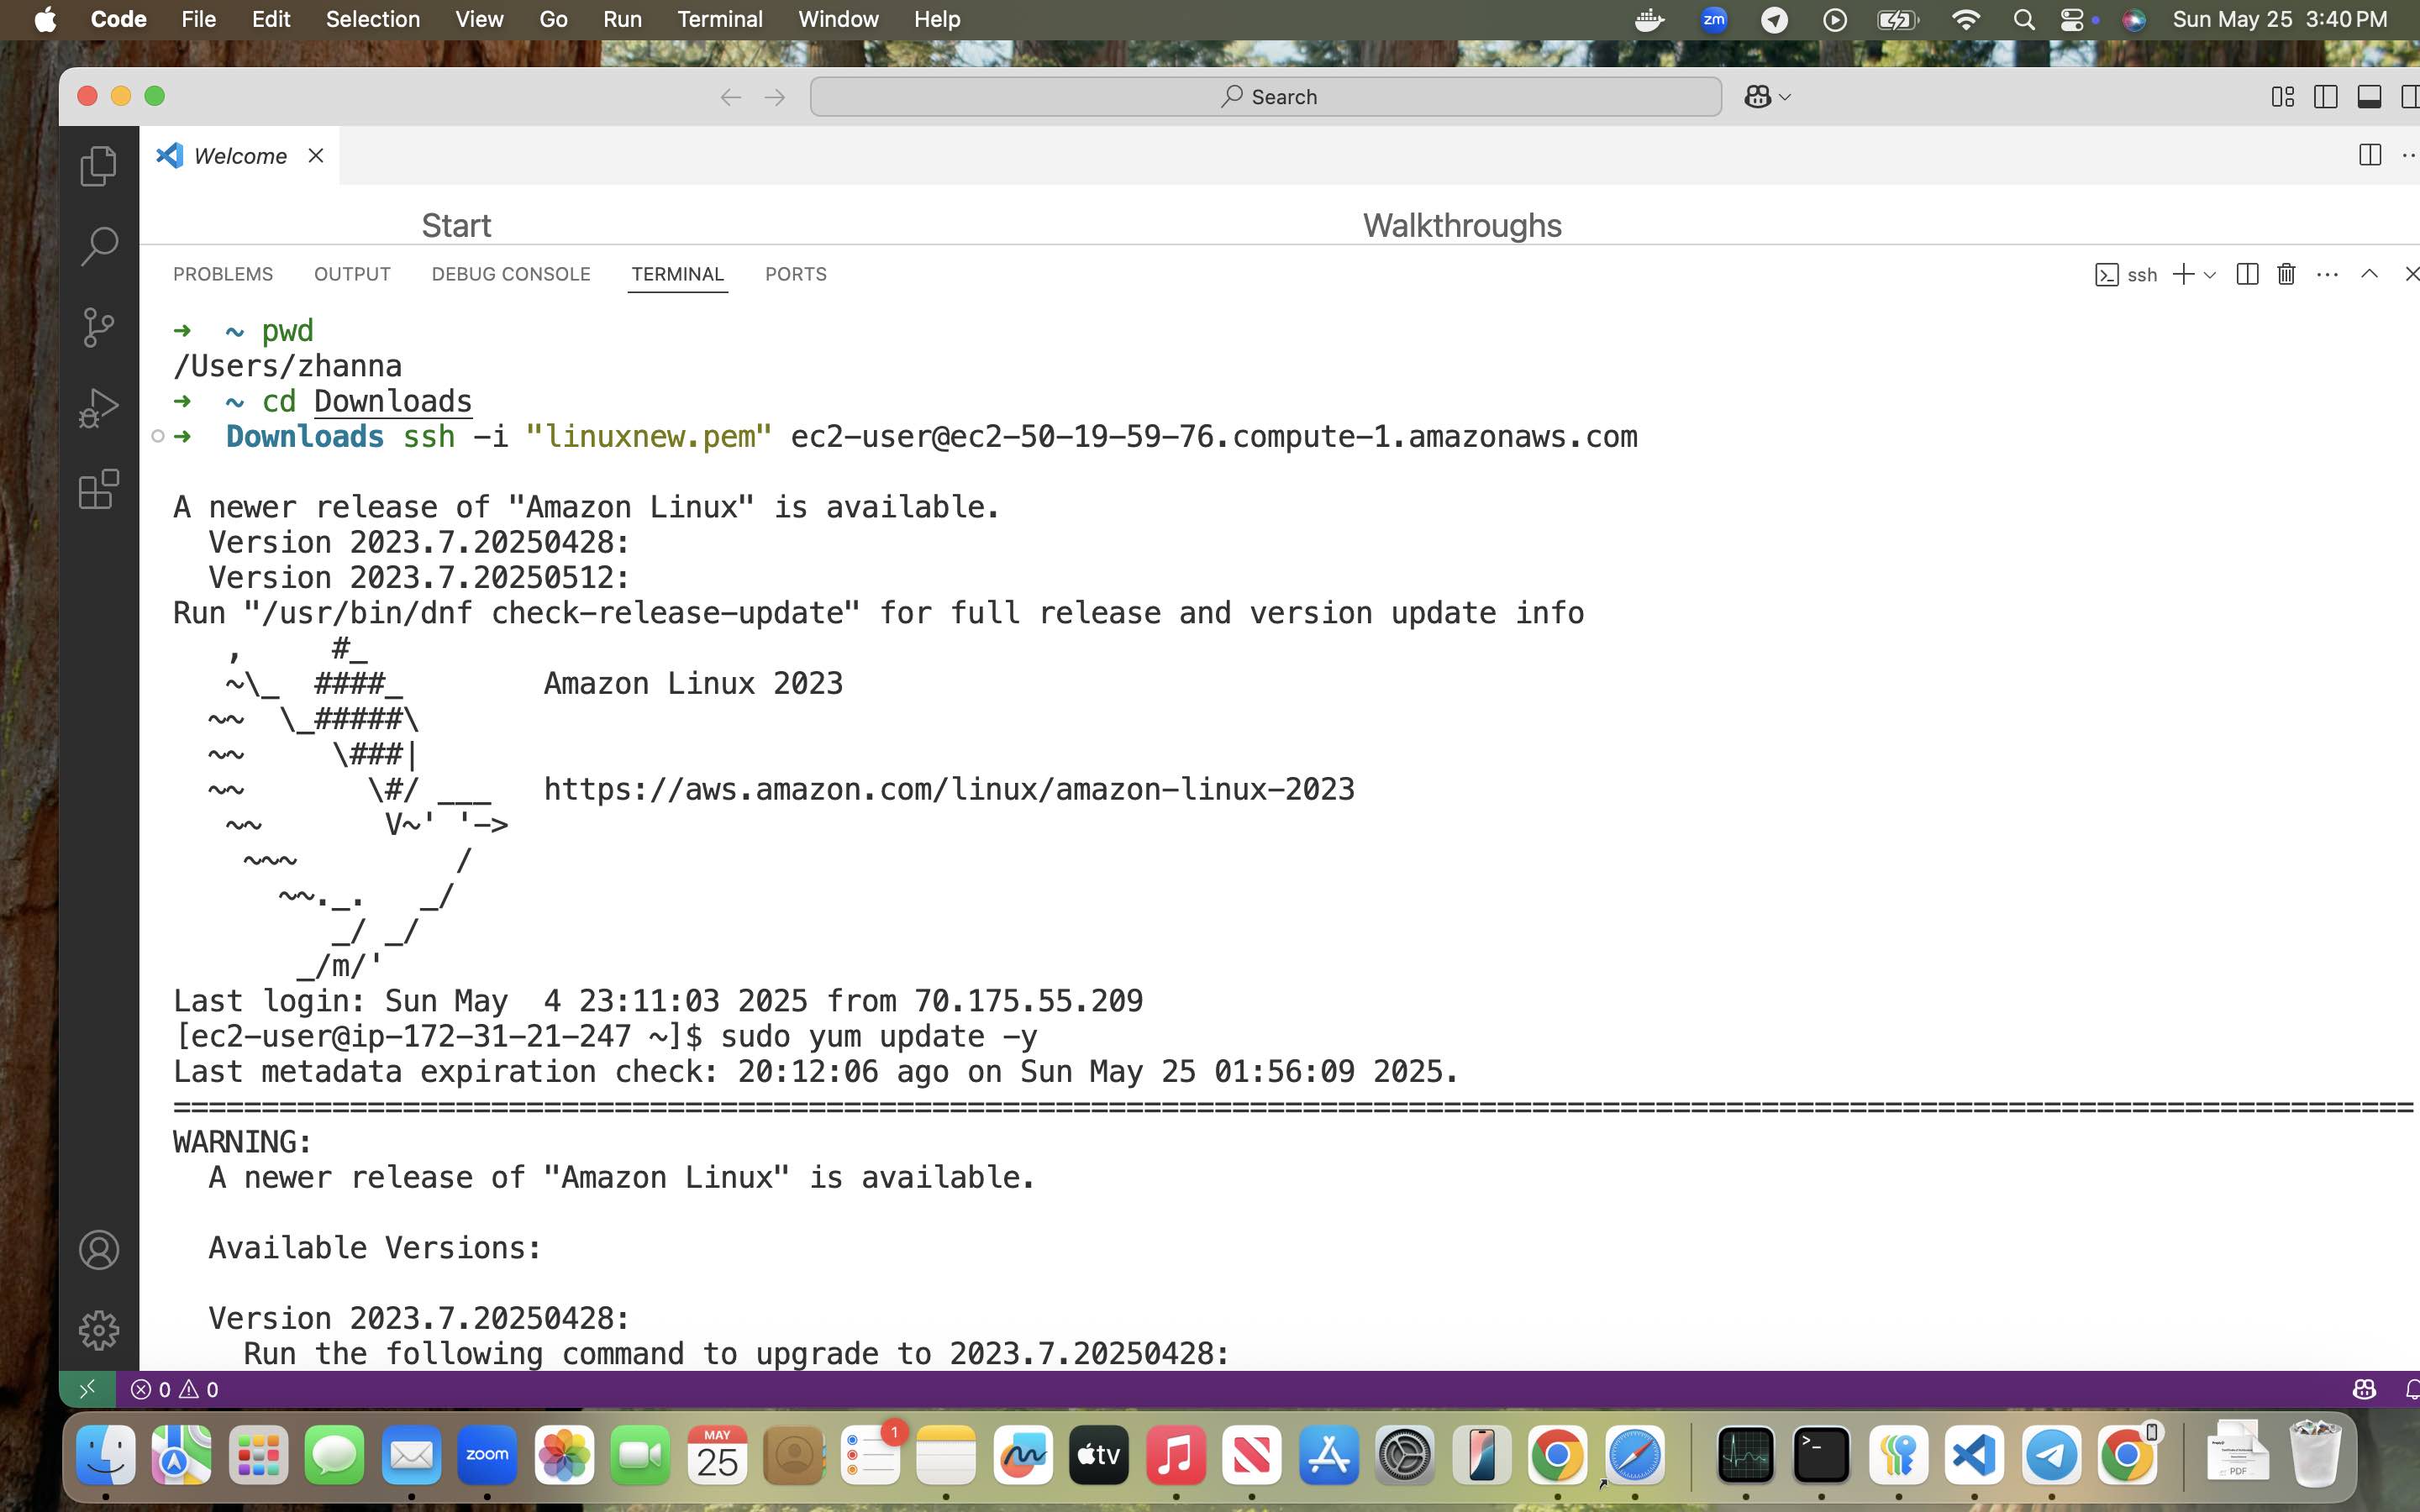 Code File Edit Selection View Go Run Terminal Window Help zm Sun May 25 3:40 PM
Search
Welcome
Start Walkthroughs
PROBLEMS OUTPUT DEBUG CONSOLE TERMINAL PORTS ssh
➜ ~ pwd
/Users/zhanna
➜ ~ cd Downloads
➜ Downloads ssh -i "linuxnew.pem" ec2-user@ec2-50-19-59-76.compute-1.amazonaws.com
A newer release of "Amazon Linux" is available.
  Version 2023.7.20250428:
  Version 2023.7.20250512:
Run "/usr/bin/dnf check-release-update" for full release and version update info
   ,     #_
   ~\_  ####_        Amazon Linux 2023
  ~~  \_#####\
  ~~     \###|
  ~~       \#/ ___   https://aws.amazon.com/linux/amazon-linux-2023
   ~~       V~' '->
    ~~~         /
      ~~._.   _/
         _/ _/
       _/m/'
Last login: Sun May  4 23:11:03 2025 from 70.175.55.209
[ec2-user@ip-172-31-21-247 ~]$ sudo yum update -y
Last metadata expiration check: 20:12:06 ago on Sun May 25 01:56:09 2025.
===============================================================================================================================
WARNING:
  A newer release of "Amazon Linux" is available.
  Available Versions:
  Version 2023.7.20250428:
    Run the following command to upgrade to 2023.7.20250428:
0 0
zoom MAY 25 1 tv >_ PDF